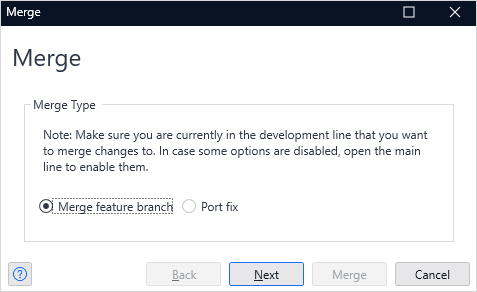 Merge
Merge
Merge Type
Note: Make sure you are currently in the development line that you want
to merge changes to. In case some options are disabled, open the main
line to enable them.
Merge feature branch Port fix
? Back Next Merge Cancel